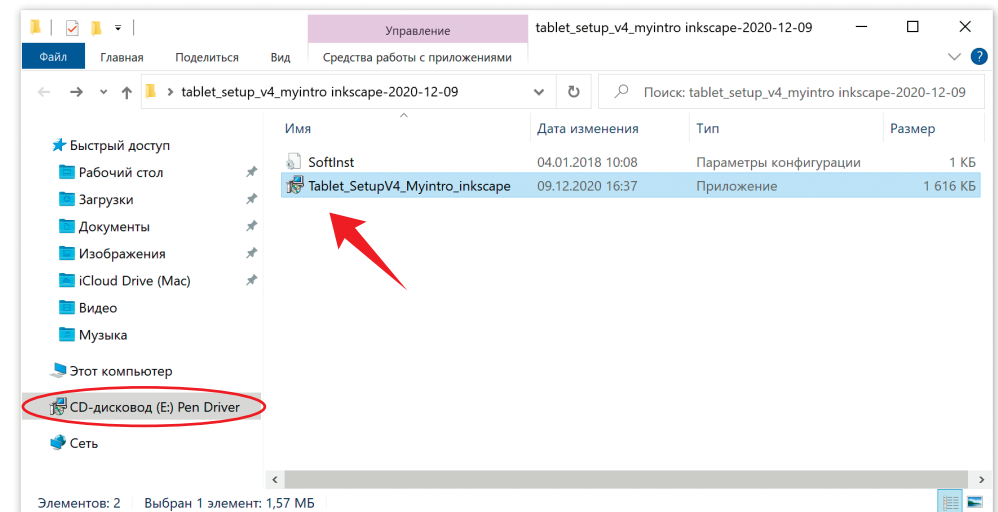 Управление
tablet_setup_v4_myintro inkscape-2020-12-09
Файл Главная Поделиться Вид Средства работы с приложениями
?
tablet_setup_v4_myintro inkscape-2020-12-09
Поиск: tablet_setup_v4_myintro inkscape-2020-12-09
Имя Дата изменения Тип Размер
SoftInst 04.01.2018 10:08 Параметры конфигурации 1 КБ
Tablet_SetupV4_Myintro_inkscape 09.12.2020 16:37 Приложение 1 616 КБ
Быстрый доступ
Рабочий стол
Загрузки
Документы
Изображения
iCloud Drive (Mac)
Видео
Музыка
Этот компьютер
CD-дисковод (E:) Pen Driver
Сеть
Элементов: 2 Выбран 1 элемент: 1,57 МБ